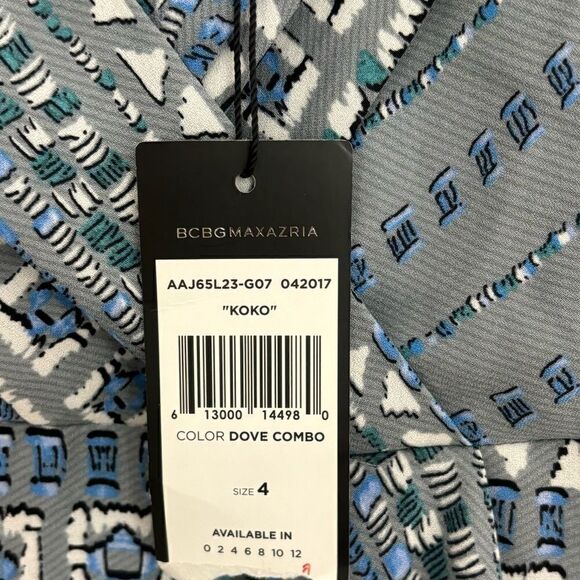 BCBGMAXAZRIA
AAJ65L23-G07 042017
"KOKO"
6 13000 14498 0
COLOR DOVE COMBO
SIZE 4
AVAILABLE IN
0 2 4 6 8 10 12